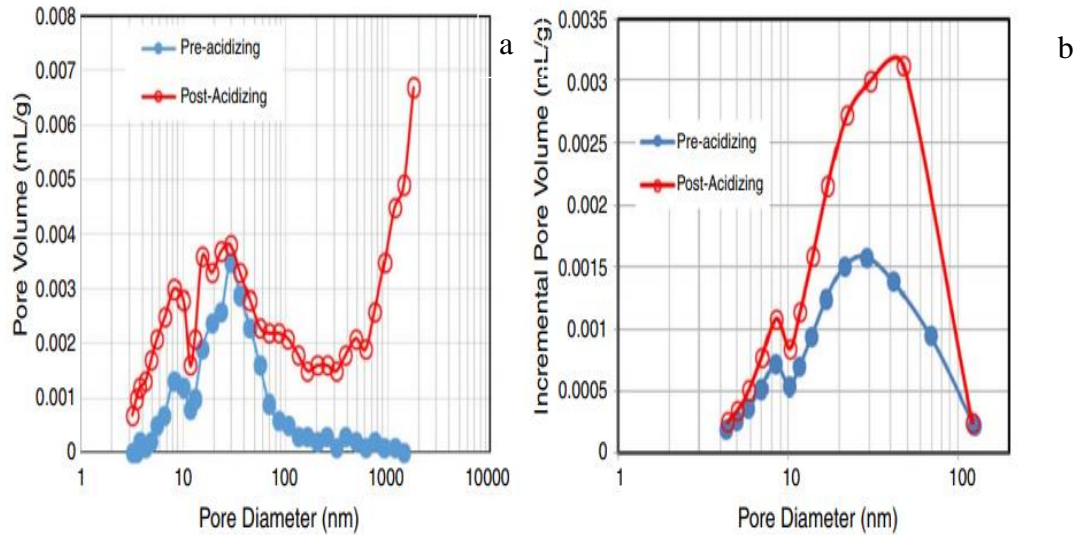 a
Pore Volume (mL/g)
0.008
0.007
0.006
0.005
0.004
0.003
0.002
0.001
0
Pre-acidizing
Post-Acidizing
1
10
100
1000
10000
Pore Diameter (nm)
b
Incremental Pore Volume (mL/g)
0.0035
0.003
0.0025
0.002
0.0015
0.001
0.0005
0
Pre-acidizing
Post-Acidizing
1
10
100
Pore Diameter (nm)